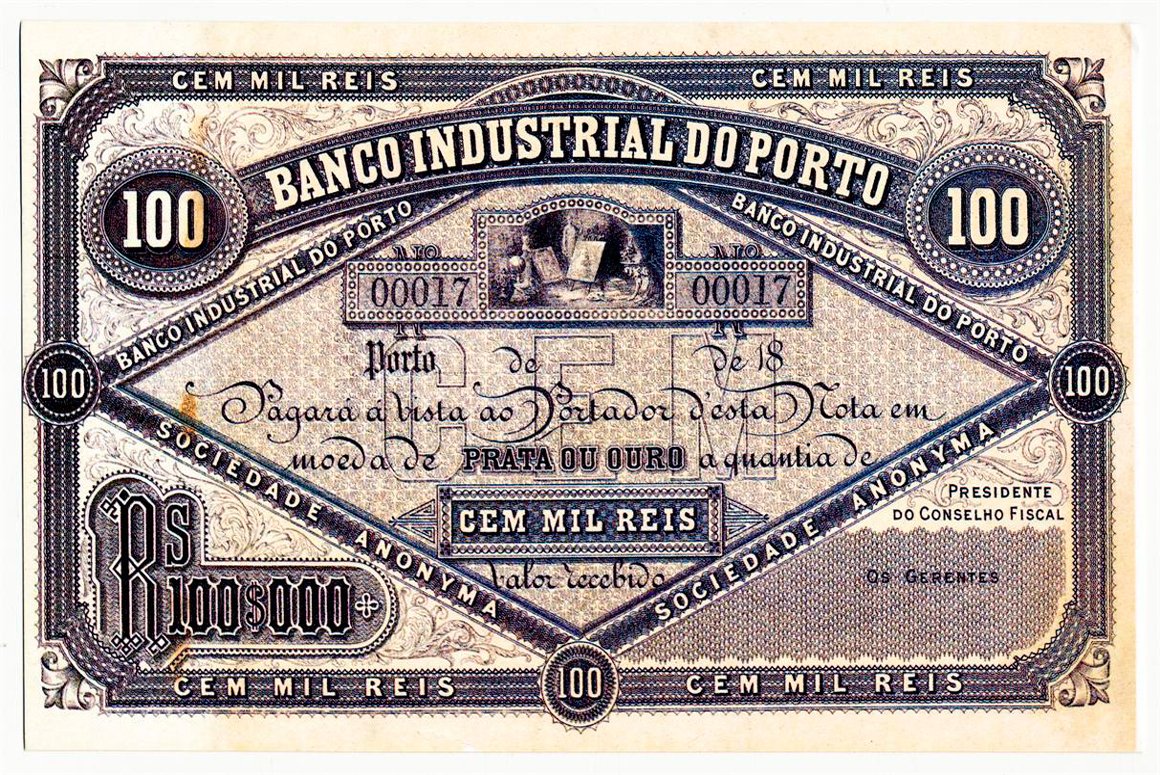 CEM MIL REIS
CEM MIL REIS
BANCO INDUSTRIAL DO PORTO
100
100
BANCO INDUSTRIAL DO PORTO
BANCO INDUSTRIAL DO PORTO
Nº
Nº
00017
00017
CEM
Porto de de 18
100
100
Pagará á vista ao Portador d'esta Nota em
moeda de PRATA OU OURO a quantia de
SOCIEDADE ANONYMA
SOCIEDADE ANONYMA
CEM MIL REIS
PRESIDENTE
DO CONSELHO FISCAL
Valor recebido
OS GERENTES
RS
100$000
CEM MIL REIS
100
CEM MIL REIS